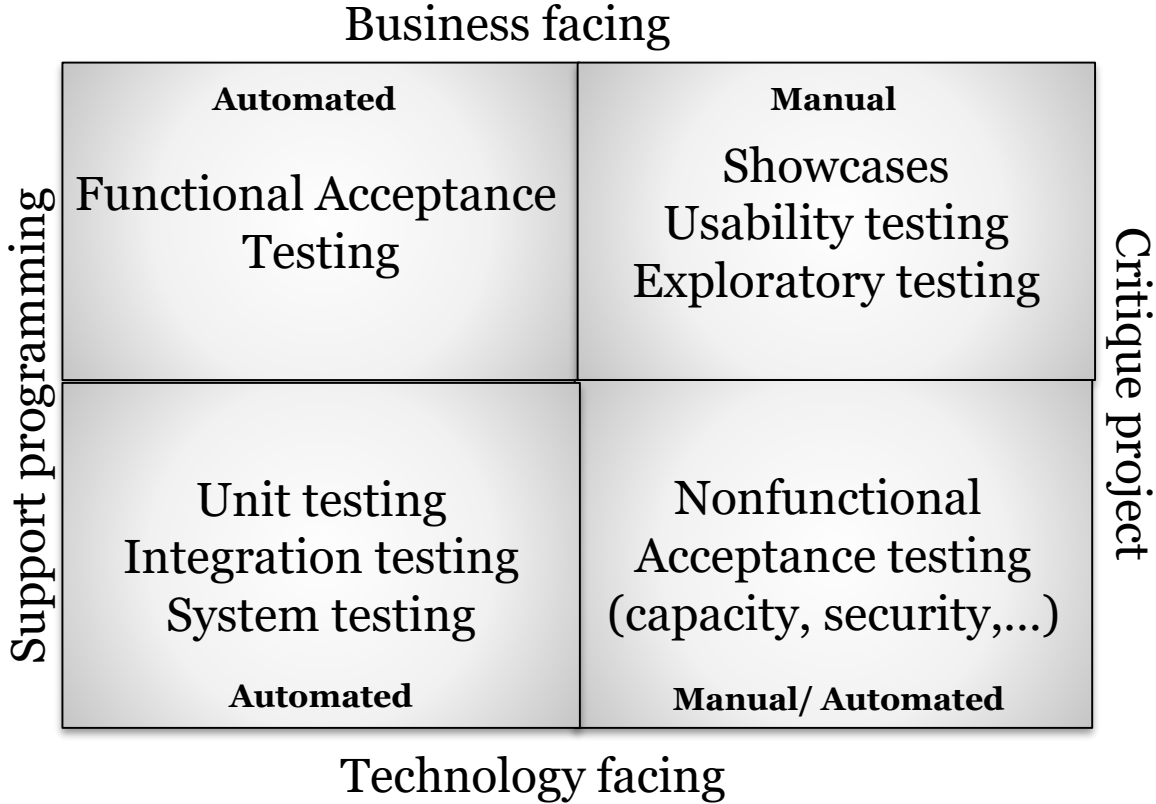 Business facing
Automated
Functional Acceptance
Testing
Manual
Showcases
Usability testing
Exploratory testing
Support programming
Critique project
Unit testing
Integration testing
System testing
Automated
Nonfunctional
Acceptance testing
(capacity, security,...)
Manual/ Automated
Technology facing